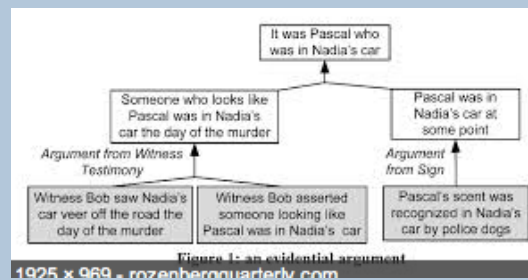 It was Pascal who
was in Nadia's car
Someone who looks like
Pascal was in Nadia's
car the day of the murder
Pascal was in
Nadia's car at
some point
Argument from Witness
Testimony
Argument
from Sign
Witness Bob saw Nadia's
car veer off the road the
day of the murder
Witness Bob asserted
someone looking like
Pascal was in Nadia's car
Pascal's scent was
recognized in Nadia's
car by police dogs
Figure 1: an evidential argument
1925 × 969 - rozenbergquarterly.com